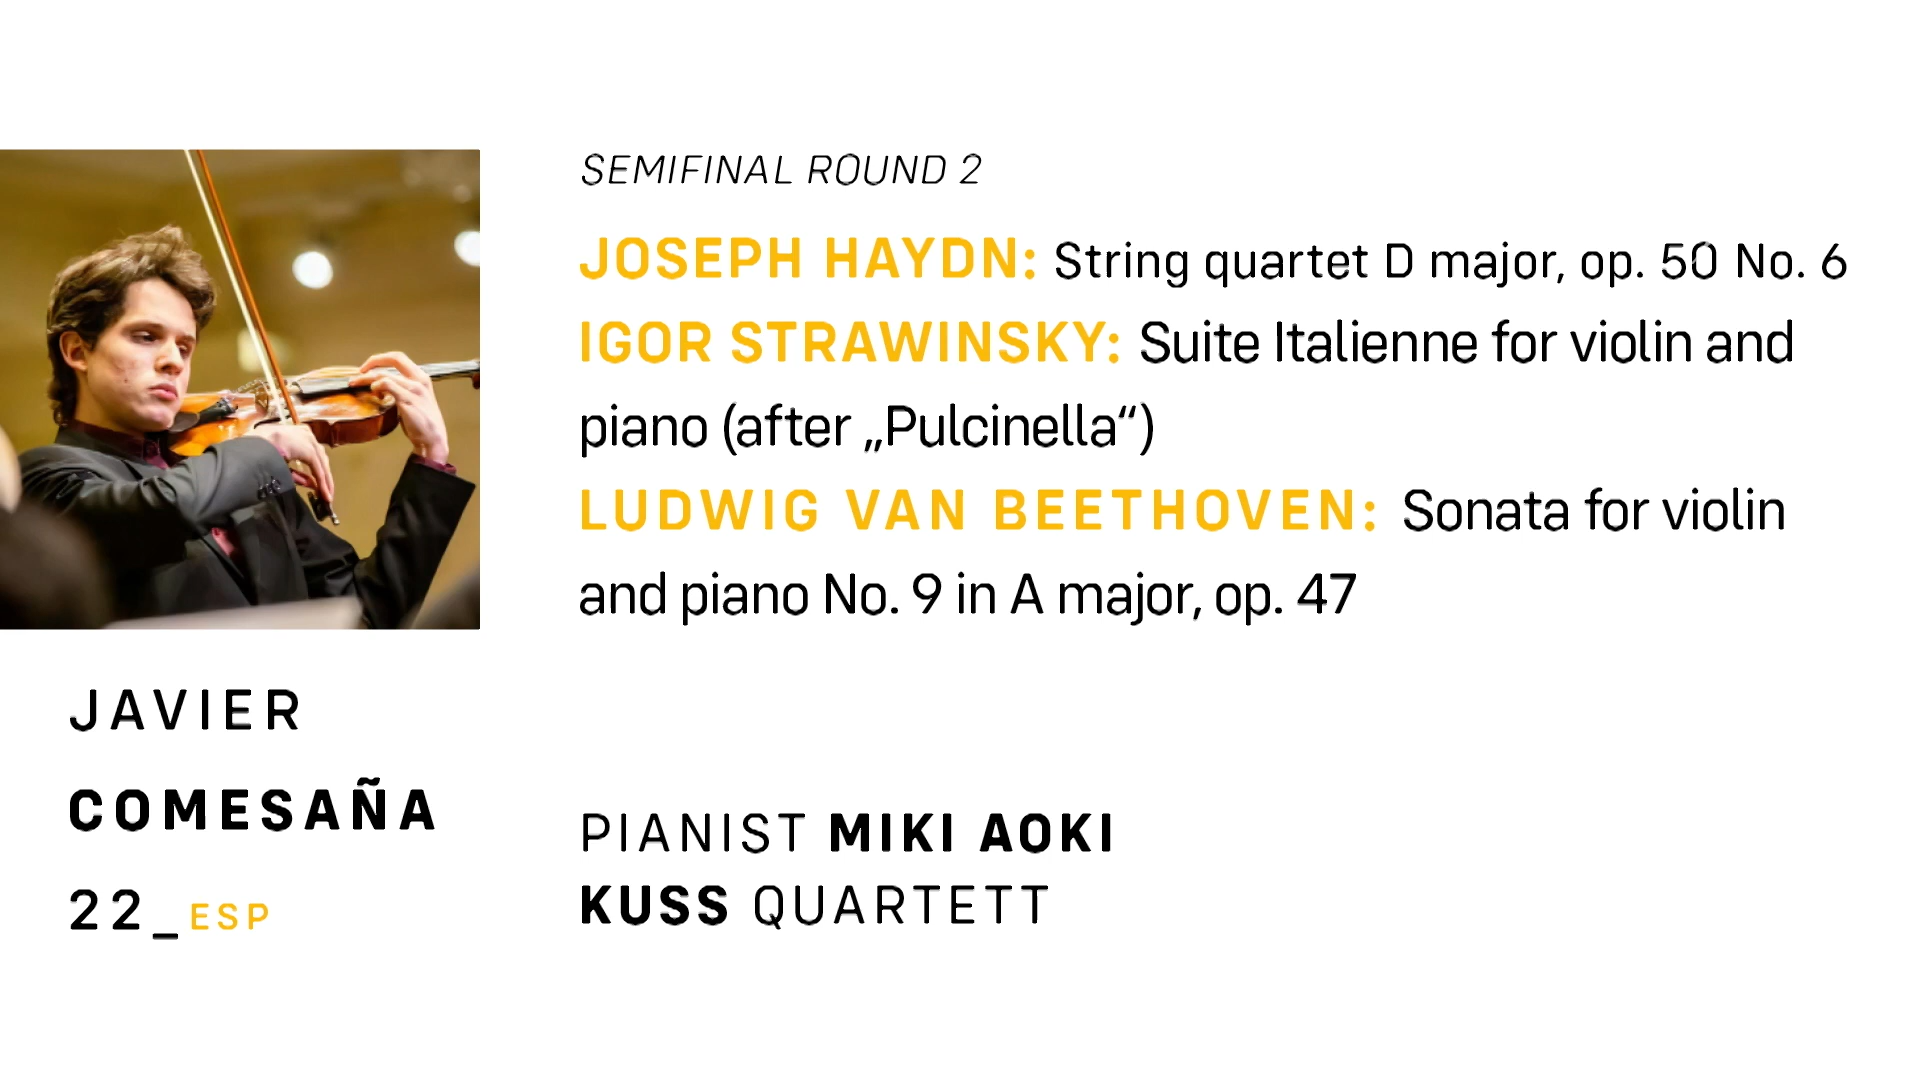 SEMIFINAL ROUND 2
JOSEPH HAYDN: String quartet D major, op. 50 No. 6
IGOR STRAWINSKY: Suite Italienne for violin and
piano (after „Pulcinella“)
LUDWIG VAN BEETHOVEN: Sonata for violin
and piano No. 9 in A major, op. 47
JAVIER
COMESAÑA
22_ESP
PIANIST MIKI AOKI
KUSS QUARTETT